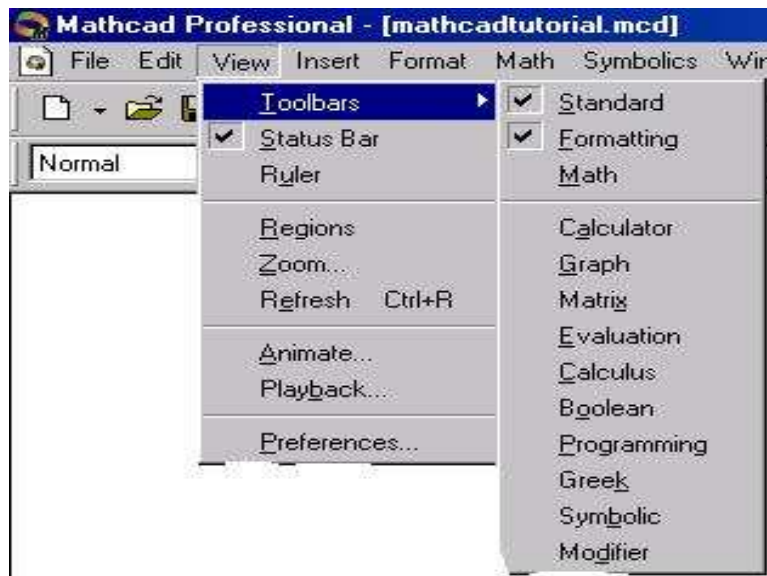 Mathcad Professional - [mathcadtutorial.mcd]
File Edit View Insert Format Math Symbolics
Normal
Toolbars
Status Bar
Ruler
Regions
Zoom...
Refresh Ctrl+R
Animate...
Playback...
Preferences...
Standard
Formatting
Math
Calculator
Graph
Matrix
Evaluation
Calculus
Boolean
Programming
Greek
Symbolic
Modifier